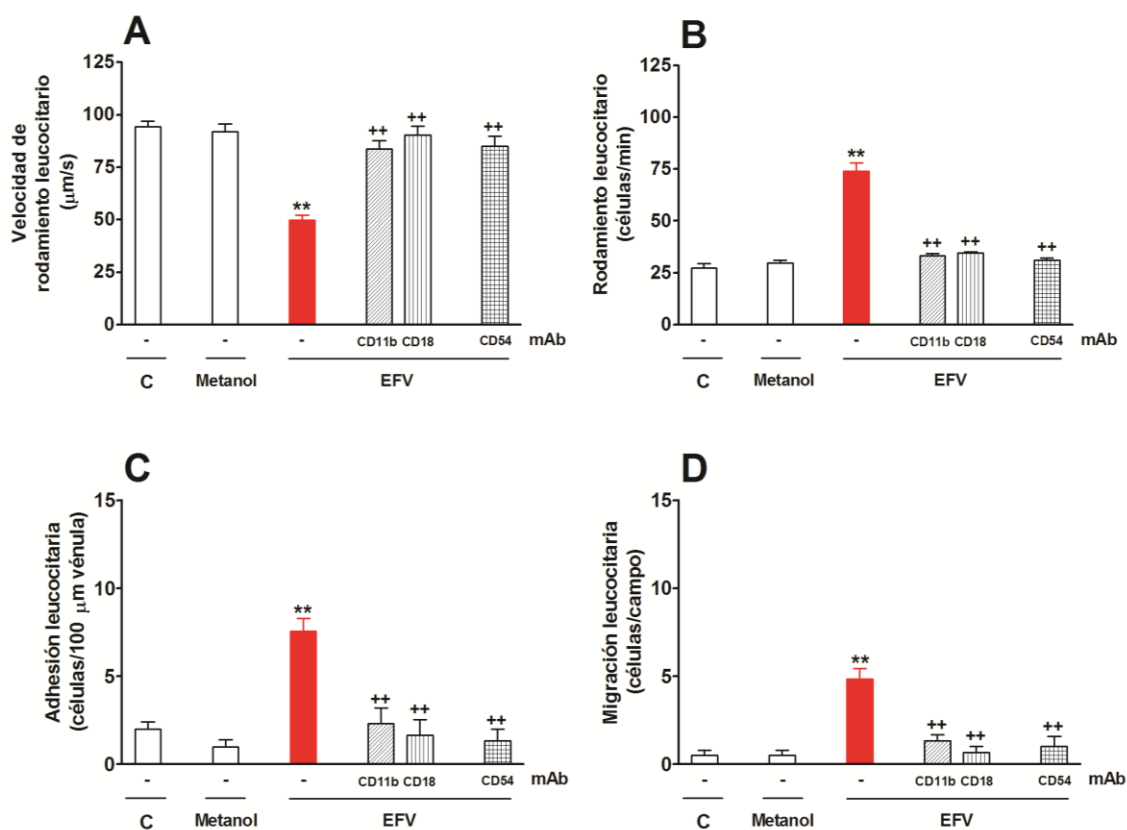 A
Velocidad de
rodamiento leucocitario
(μm/s)
125
100
75
50
25
0
**
++
++
++
- - - CD11b CD18 CD54 mAb
C Metanol EFV
B
Rodamiento leucocitario
(células/min)
125
100
75
50
25
0
**
++
++
++
- - - CD11b CD18 CD54 mAb
C Metanol EFV
C
Adhesión leucocitaria
(células/100 μm vénula)
15
10
5
0
**
++
++
++
- - - CD11b CD18 CD54 mAb
C Metanol EFV
D
Migración leucocitaria
(células/campo)
15
10
5
0
**
++
++
++
- - - CD11b CD18 CD54 mAb
C Metanol EFV